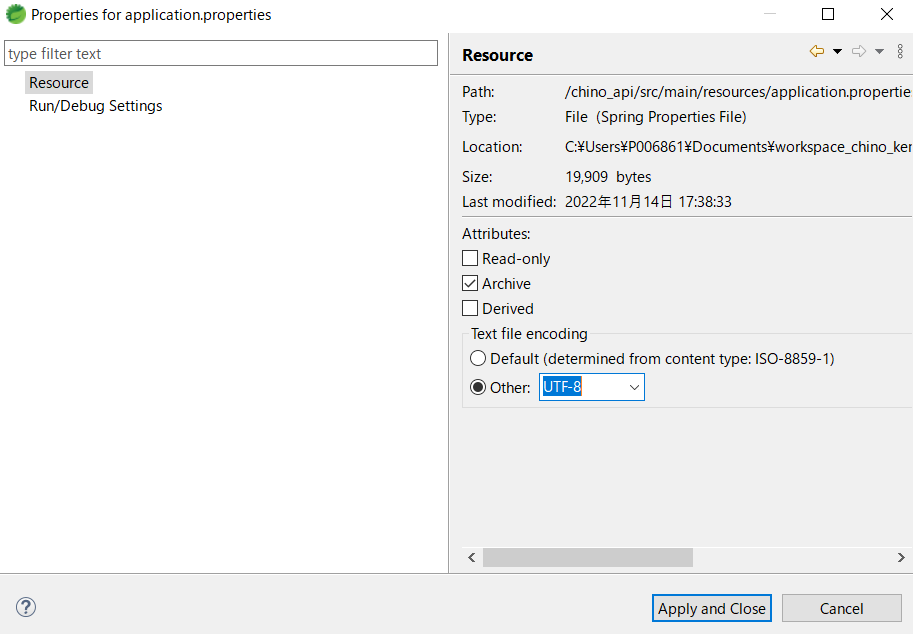 Properties for application.properties
type filter text
Resource
Run/Debug Settings
Resource
Path: /chino_api/src/main/resources/application.propertie
Type: File (Spring Properties File)
Location: C:¥Users¥P006861¥Documents¥workspace_chino_ker
Size: 19,909 bytes
Last modified: 2022年11月14日 17:38:33
Attributes:
Read-only
Archive
Derived
Text file encoding
Default (determined from content type: ISO-8859-1)
Other: UTF-8
Apply and Close
Cancel